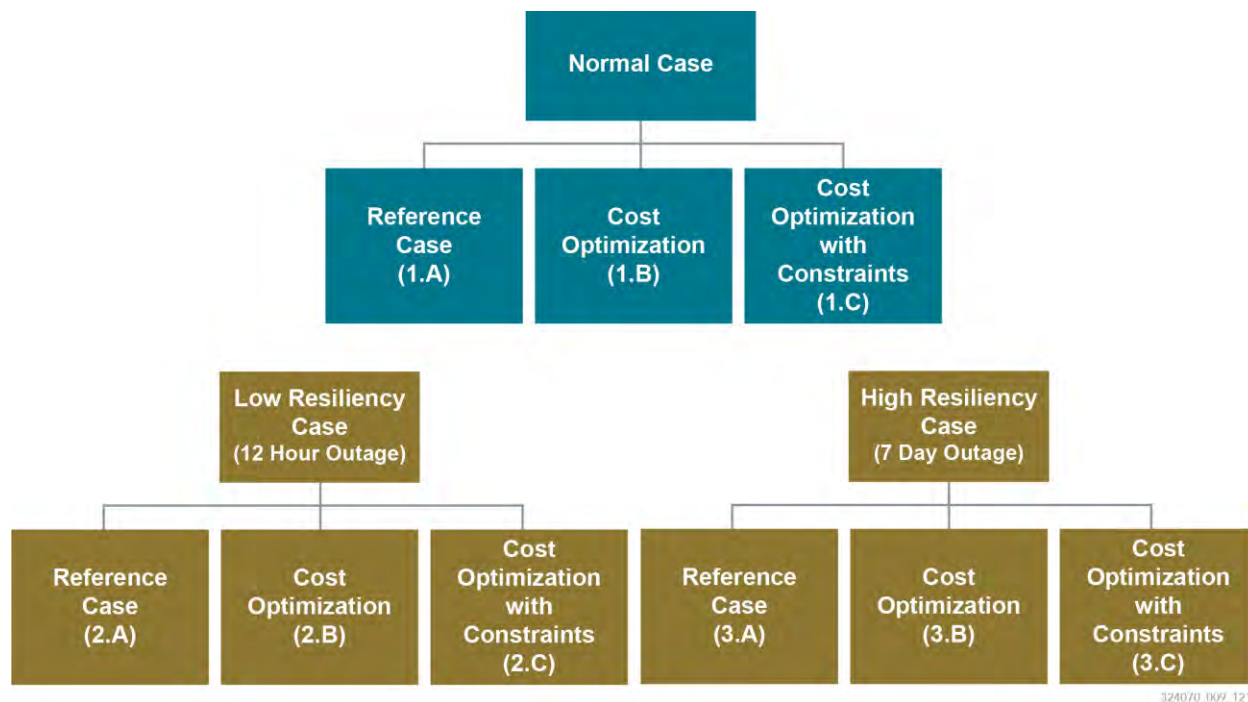 Normal Case
Reference
Case
(1.A)
Cost
Optimization
(1.B)
Cost
Optimization
with
Constraints
(1.C)
Low Resiliency
Case
(12 Hour Outage)
High Resiliency
Case
(7 Day Outage)
Reference
Case
(2.A)
Cost
Optimization
(2.B)
Cost
Optimization
with
Constraints
(2.C)
Reference
Case
(3.A)
Cost
Optimization
(3.B)
Cost
Optimization
with
Constraints
(3.C)